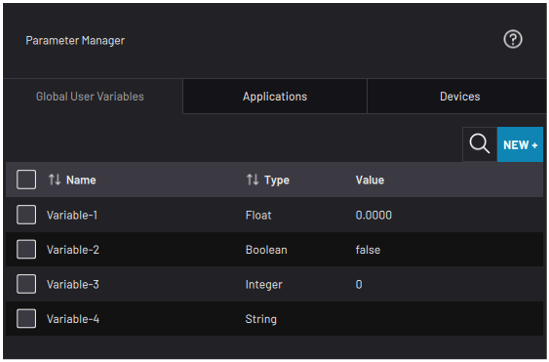 Parameter Manager
?
Global User Variables Applications Devices
NEW +
Name Type Value
Variable-1 Float 0.0000
Variable-2 Boolean false
Variable-3 Integer 0
Variable-4 String